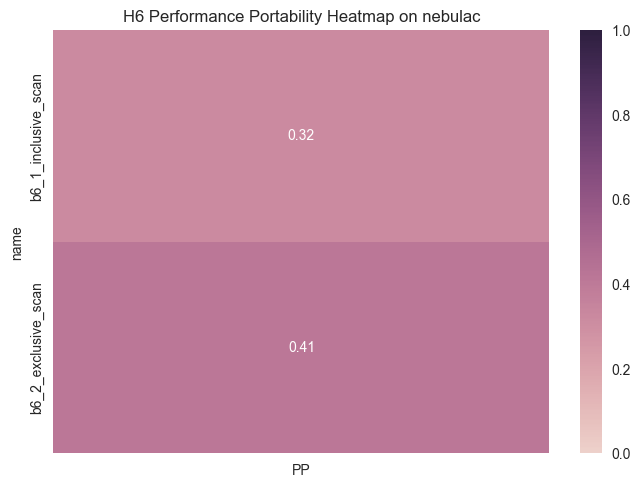 H6 Performance Portability Heatmap on nebulac
name
b6_1_inclusive_scan
b6_2_exclusive_scan
0.32
0.41
PP
1.0
0.8
0.6
0.4
0.2
0.0